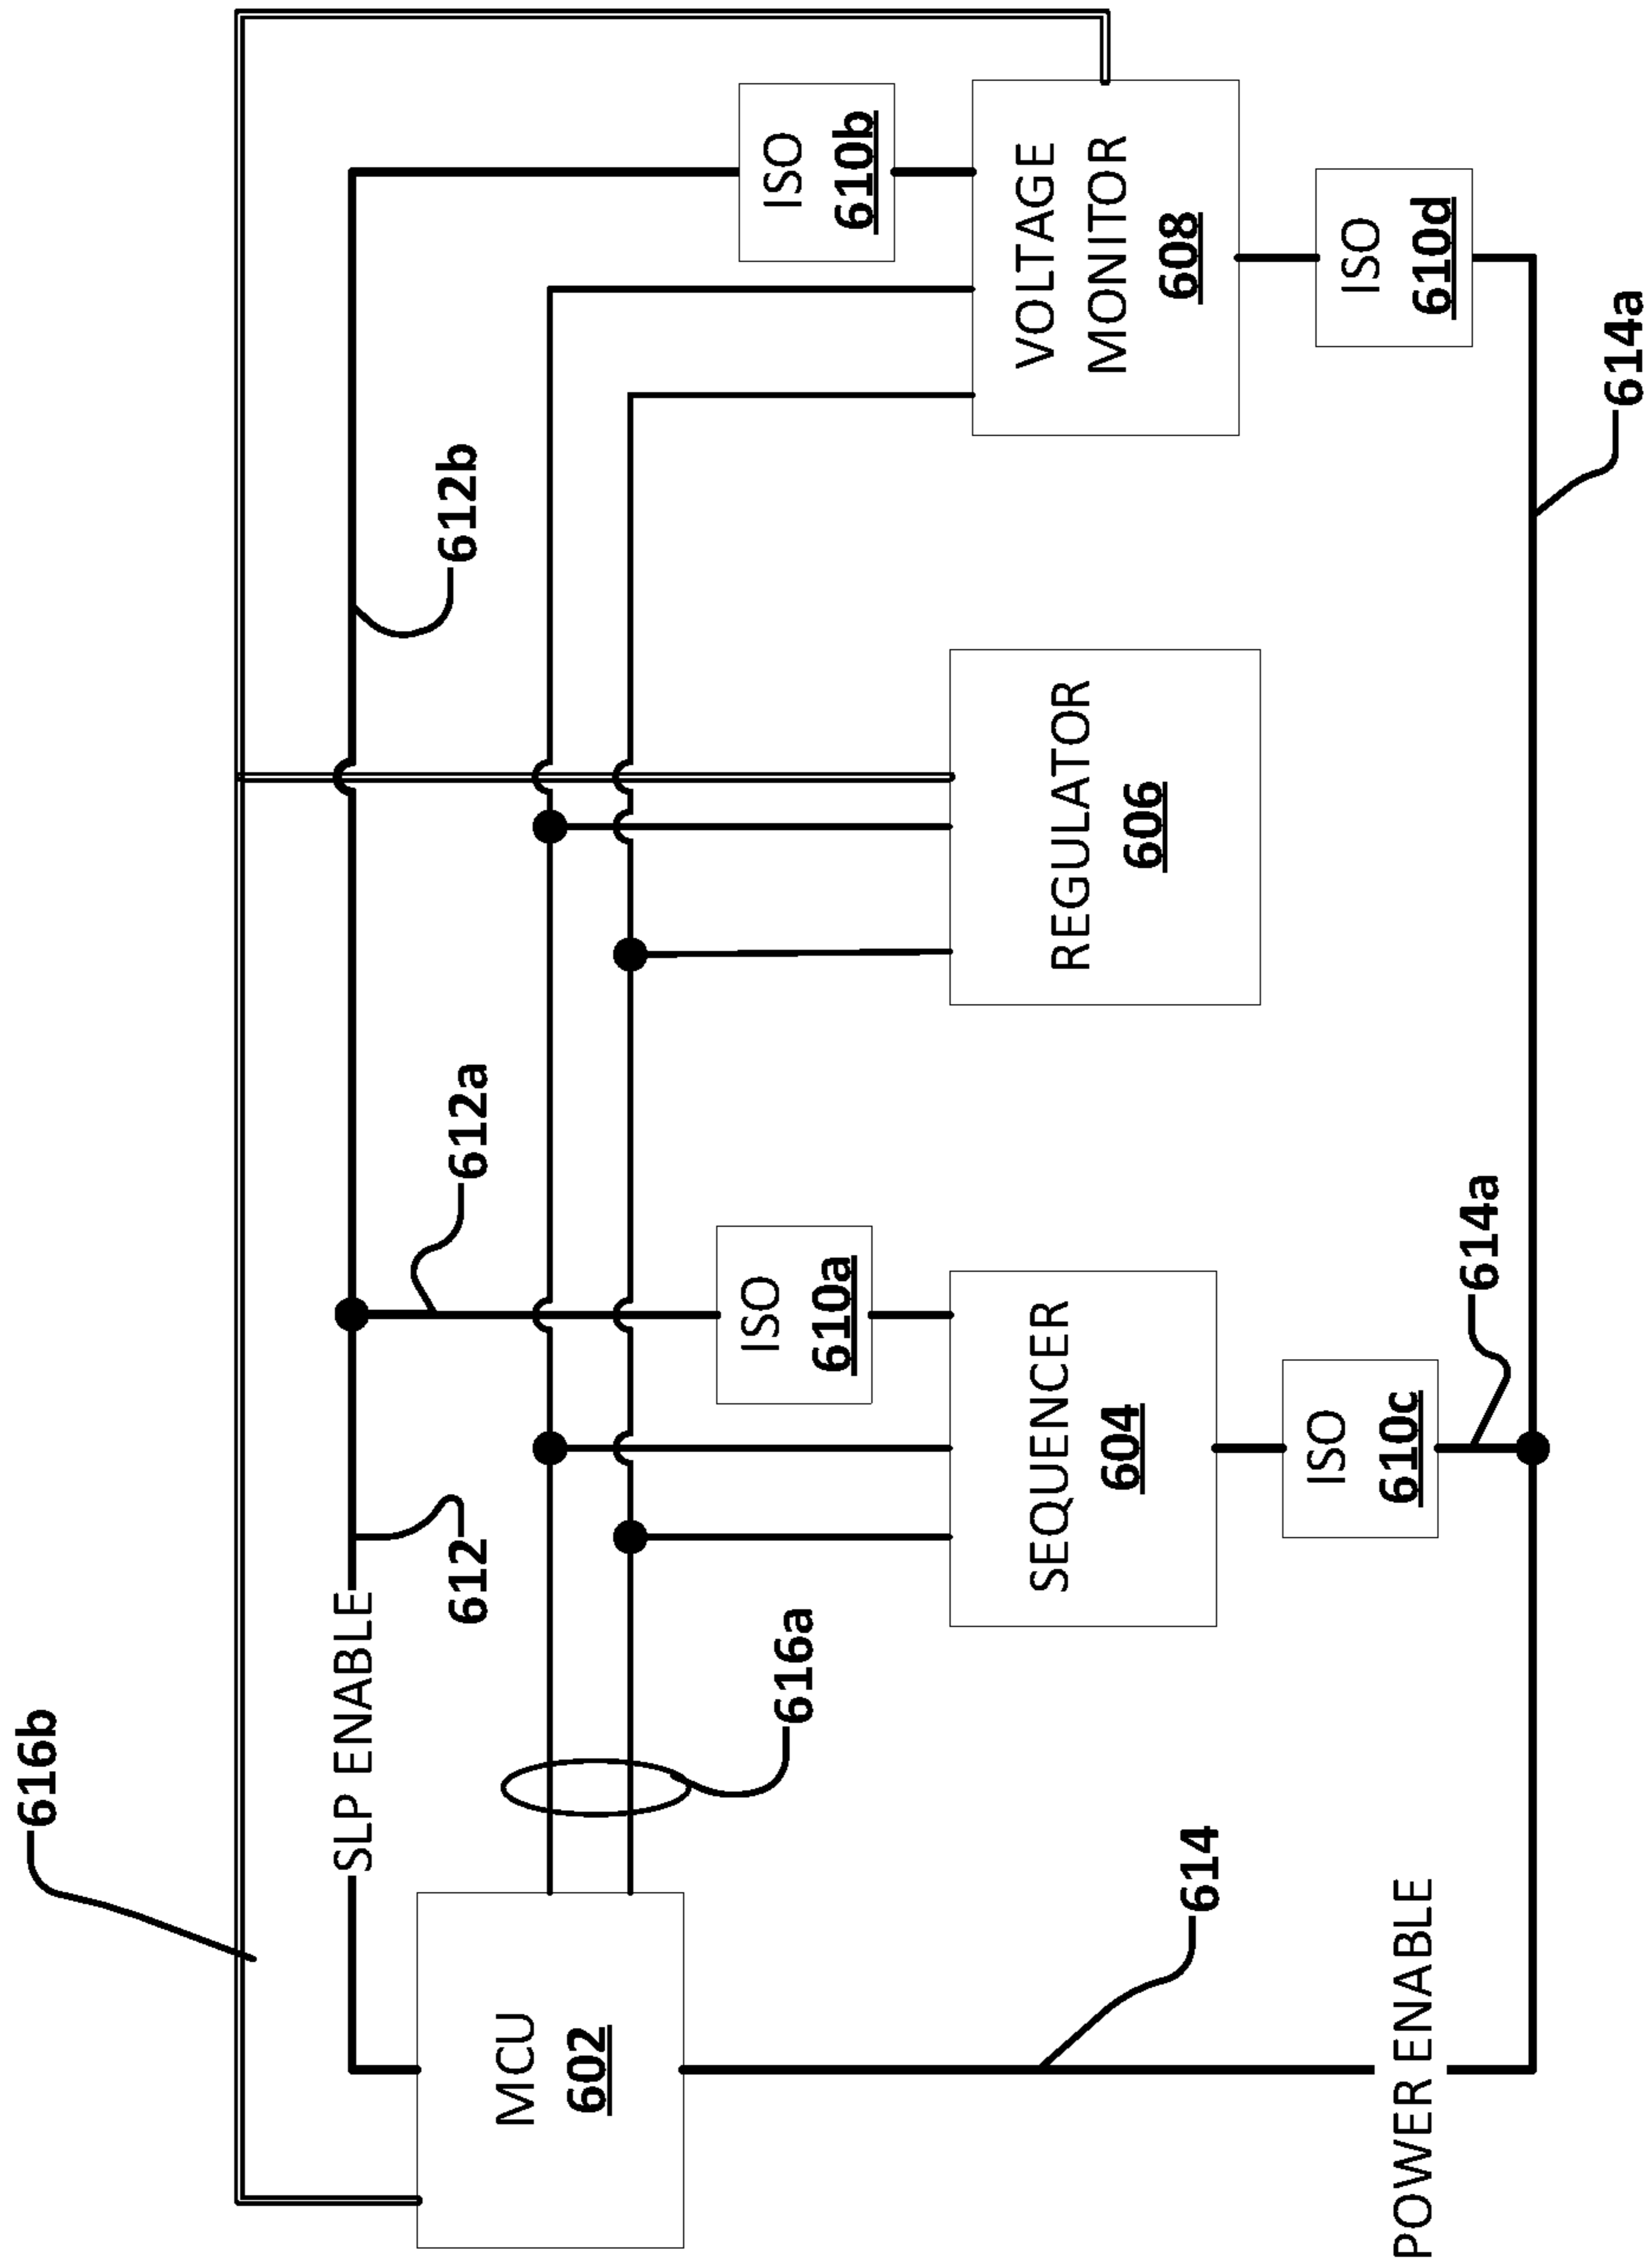 616b
SLP ENABLE
612
612a
612b
MCU
602
616a
ISO
610a
ISO
610b
SEQUENCER
604
REGULATOR
606
VOLTAGE
MONITOR
608
614
ISO
610c
614a
ISO
610d
POWER ENABLE
614a